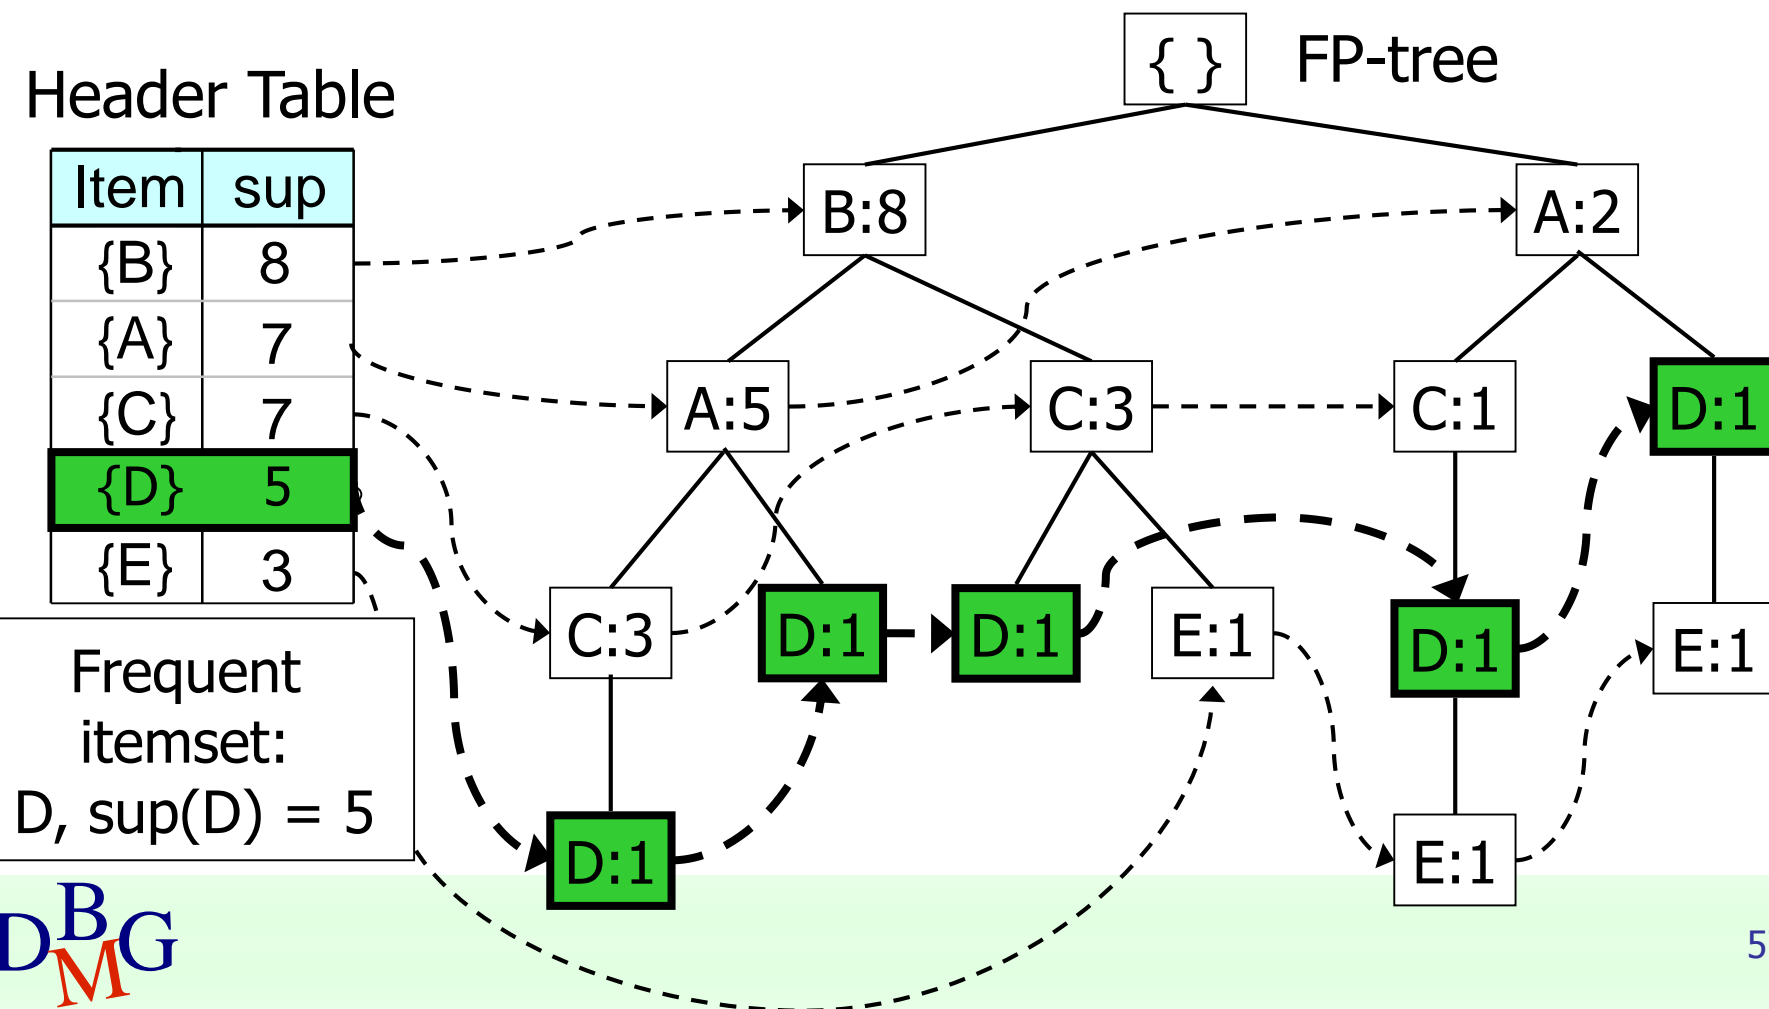 { } FP-tree
Header Table
Item sup
{B} 8
{A} 7
{C} 7
{D} 5
{E} 3
B:8 A:2
A:5 C:3 C:1 D:1
C:3 D:1 D:1 E:1 D:1 E:1
D:1 E:1
Frequent
itemset:
D, sup(D) = 5
DBMG
5